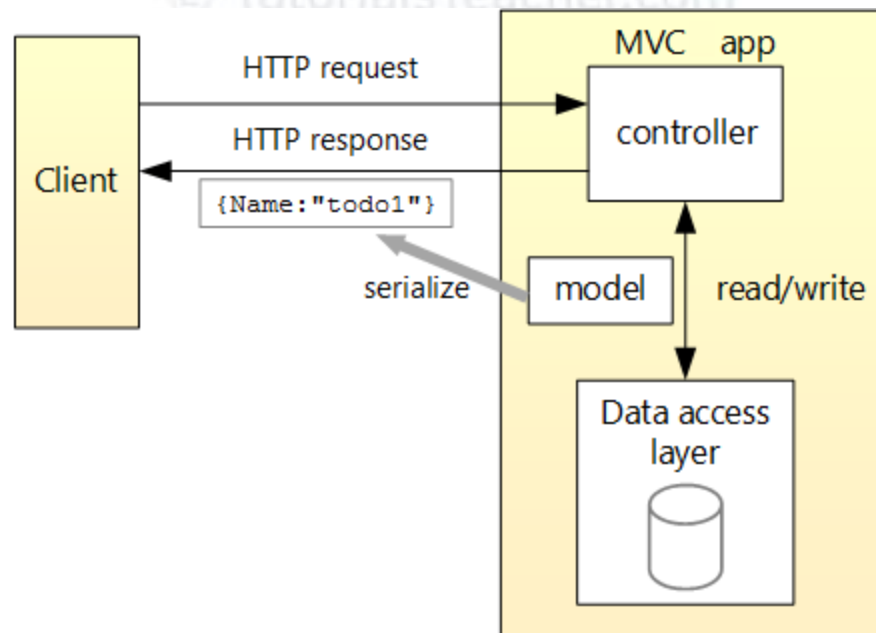 MVC app
HTTP request
controller
HTTP response
Client
{Name:"todo1"}
serialize
model
read/write
Data access
layer